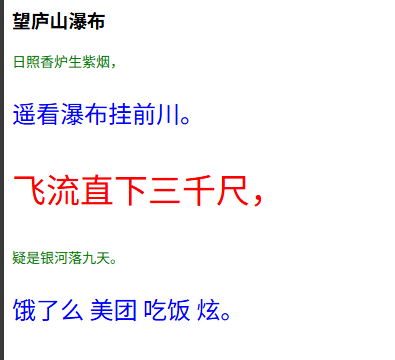 望庐山瀑布
日照香炉生紫烟，
遥看瀑布挂前川。
飞流直下三千尺，
疑是银河落九天。
饿了么 美团 吃饭 炫。